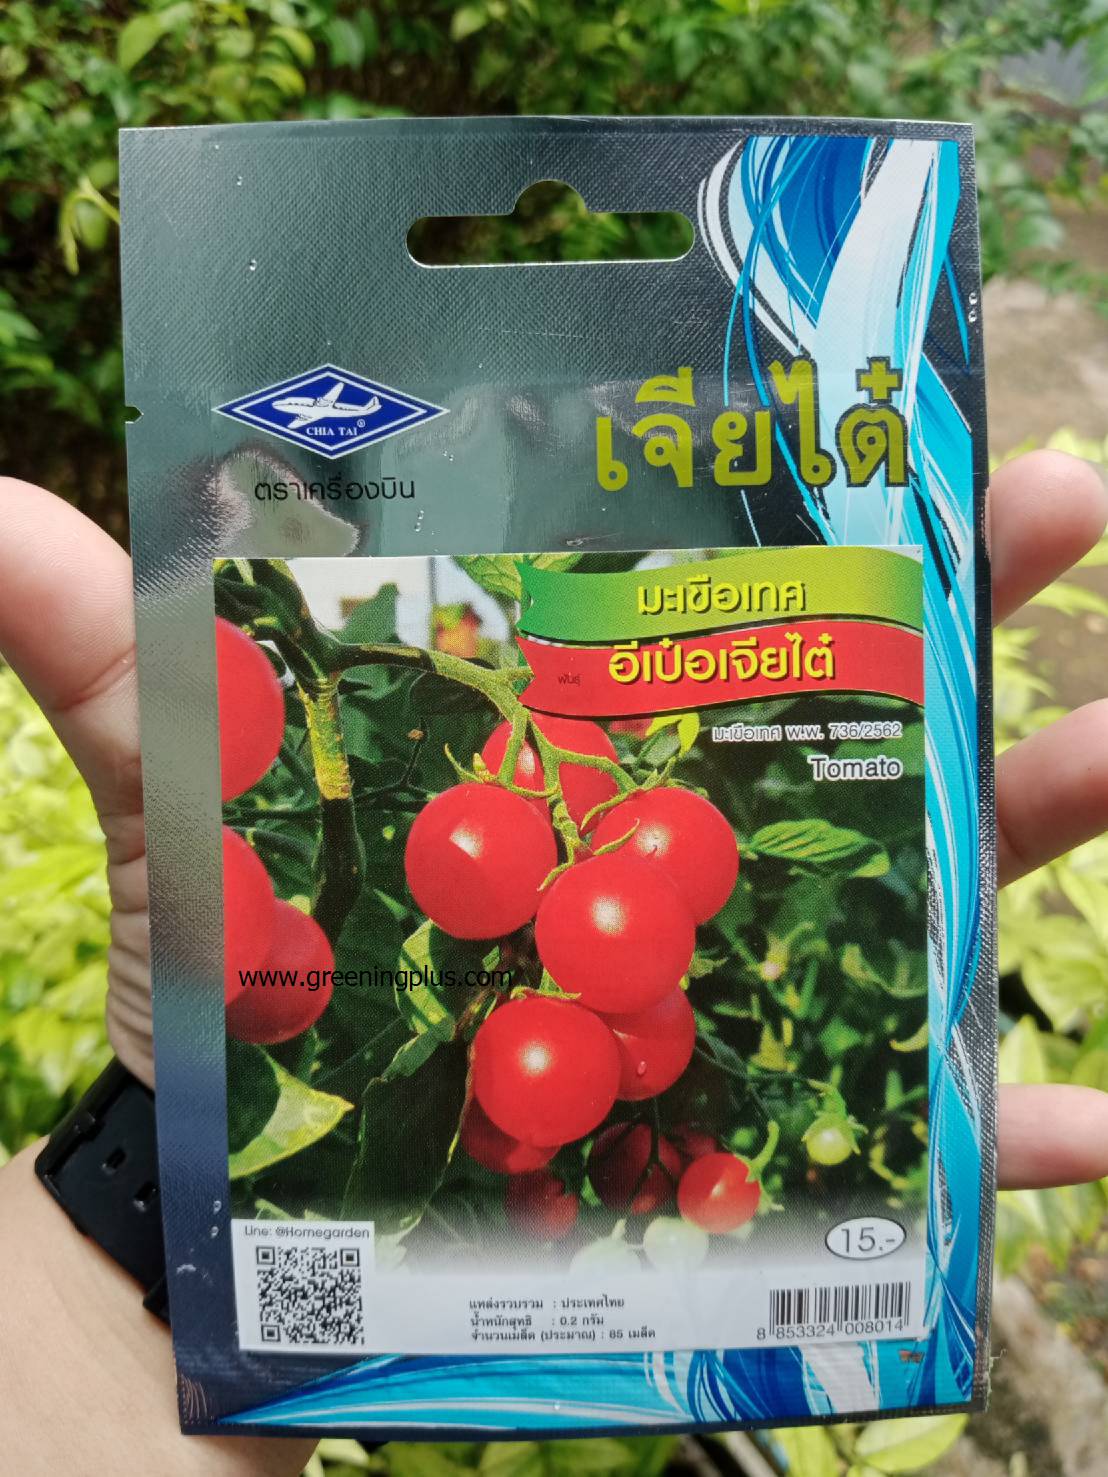 CHIA TAI®
ตราเครื่องบิน
เจียไต๋
มะเขือเทศ
พันธุ์ อีเป๋อเจียไต๋
มะเขือเทศ พ.พ. 736/2562
Tomato
www.greeningplus.com
Line: @Homegarden
15.-
แหล่งรวบรวม : ประเทศไทย
น้ำหนักสุทธิ : 0.2 กรัม
จำนวนเมล็ด (ประมาณ) : 85 เมล็ด
8 853324 008014